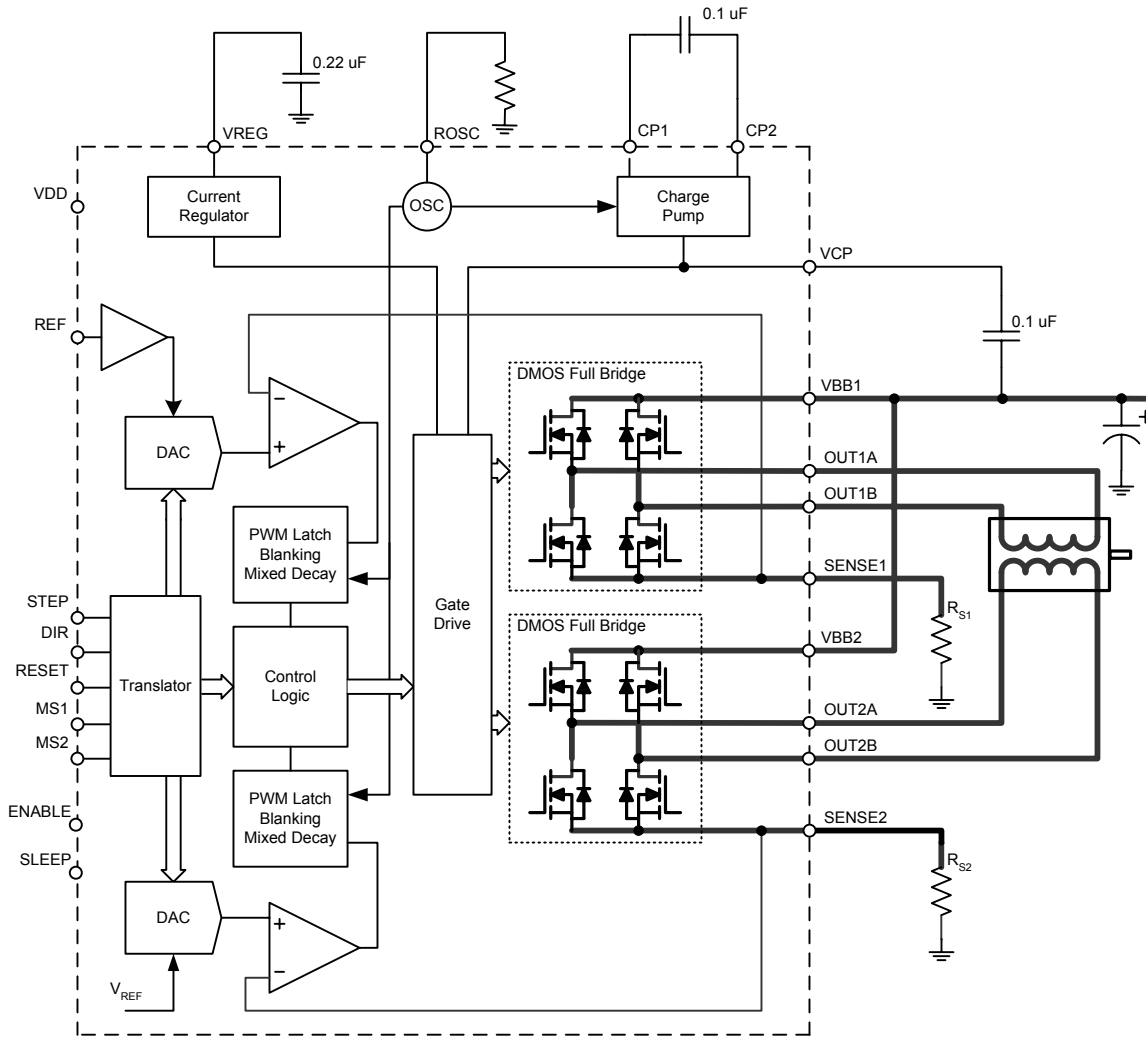 0.1 uF
0.22 uF
VREG
ROSC
CP1
CP2
VDD
Current
Regulator
OSC
Charge
Pump
VCP
REF
0.1 uF
DMOS Full Bridge
VBB1
−
+
+
DAC
OUT1A
OUT1B
PWM Latch
Blanking
Mixed Decay
SENSE1
STEP
DIR
RESET
MS1
MS2
Translator
Control
Logic
Gate
Drive
RS1
DMOS Full Bridge
VBB2
OUT2A
OUT2B
PWM Latch
Blanking
Mixed Decay
ENABLE
SLEEP
SENSE2
RS2
DAC
+
−
VREF